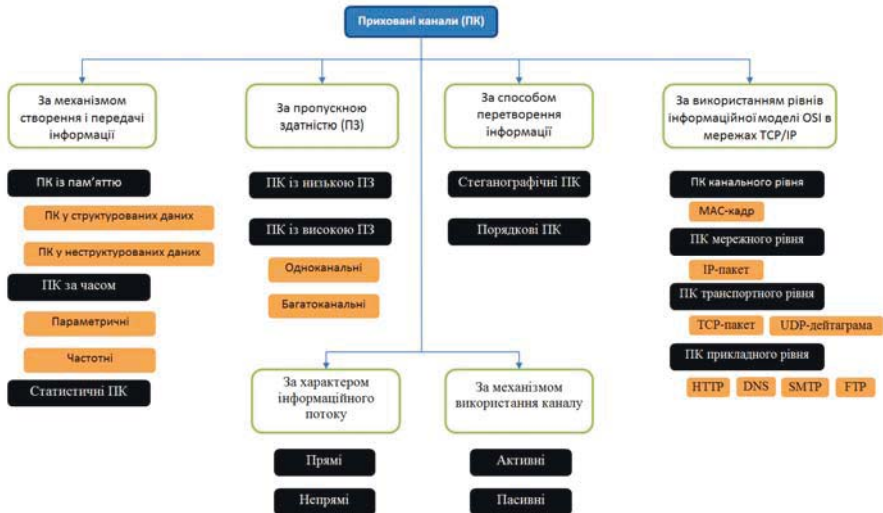 Приховані канали (ПК)
За механізмом
створення і передачі
інформації
ПК із пам’яттю
ПК у структурованих даних
ПК у неструктурованих даних
ПК за часом
Параметричні
Частотні
Статистичні ПК
За пропускною
здатністю (ПЗ)
ПК із низькою ПЗ
ПК із високою ПЗ
Одноканальні
Багатоканальні
За способом
перетворення
інформації
Стеганографічні ПК
Порядкові ПК
За використанням рівнів
інформаційної моделі OSI в
мережах TCP/IP
ПК канального рівня
MAC-кадр
ПК мережного рівня
IP-пакет
ПК транспортного рівня
TCP-пакет UDP-дейтаграма
ПК прикладного рівня
HTTP DNS SMTP FTP
За характером
інформаційного
потоку
Прямі
Непрямі
За механізмом
використання каналу
Активні
Пасивні